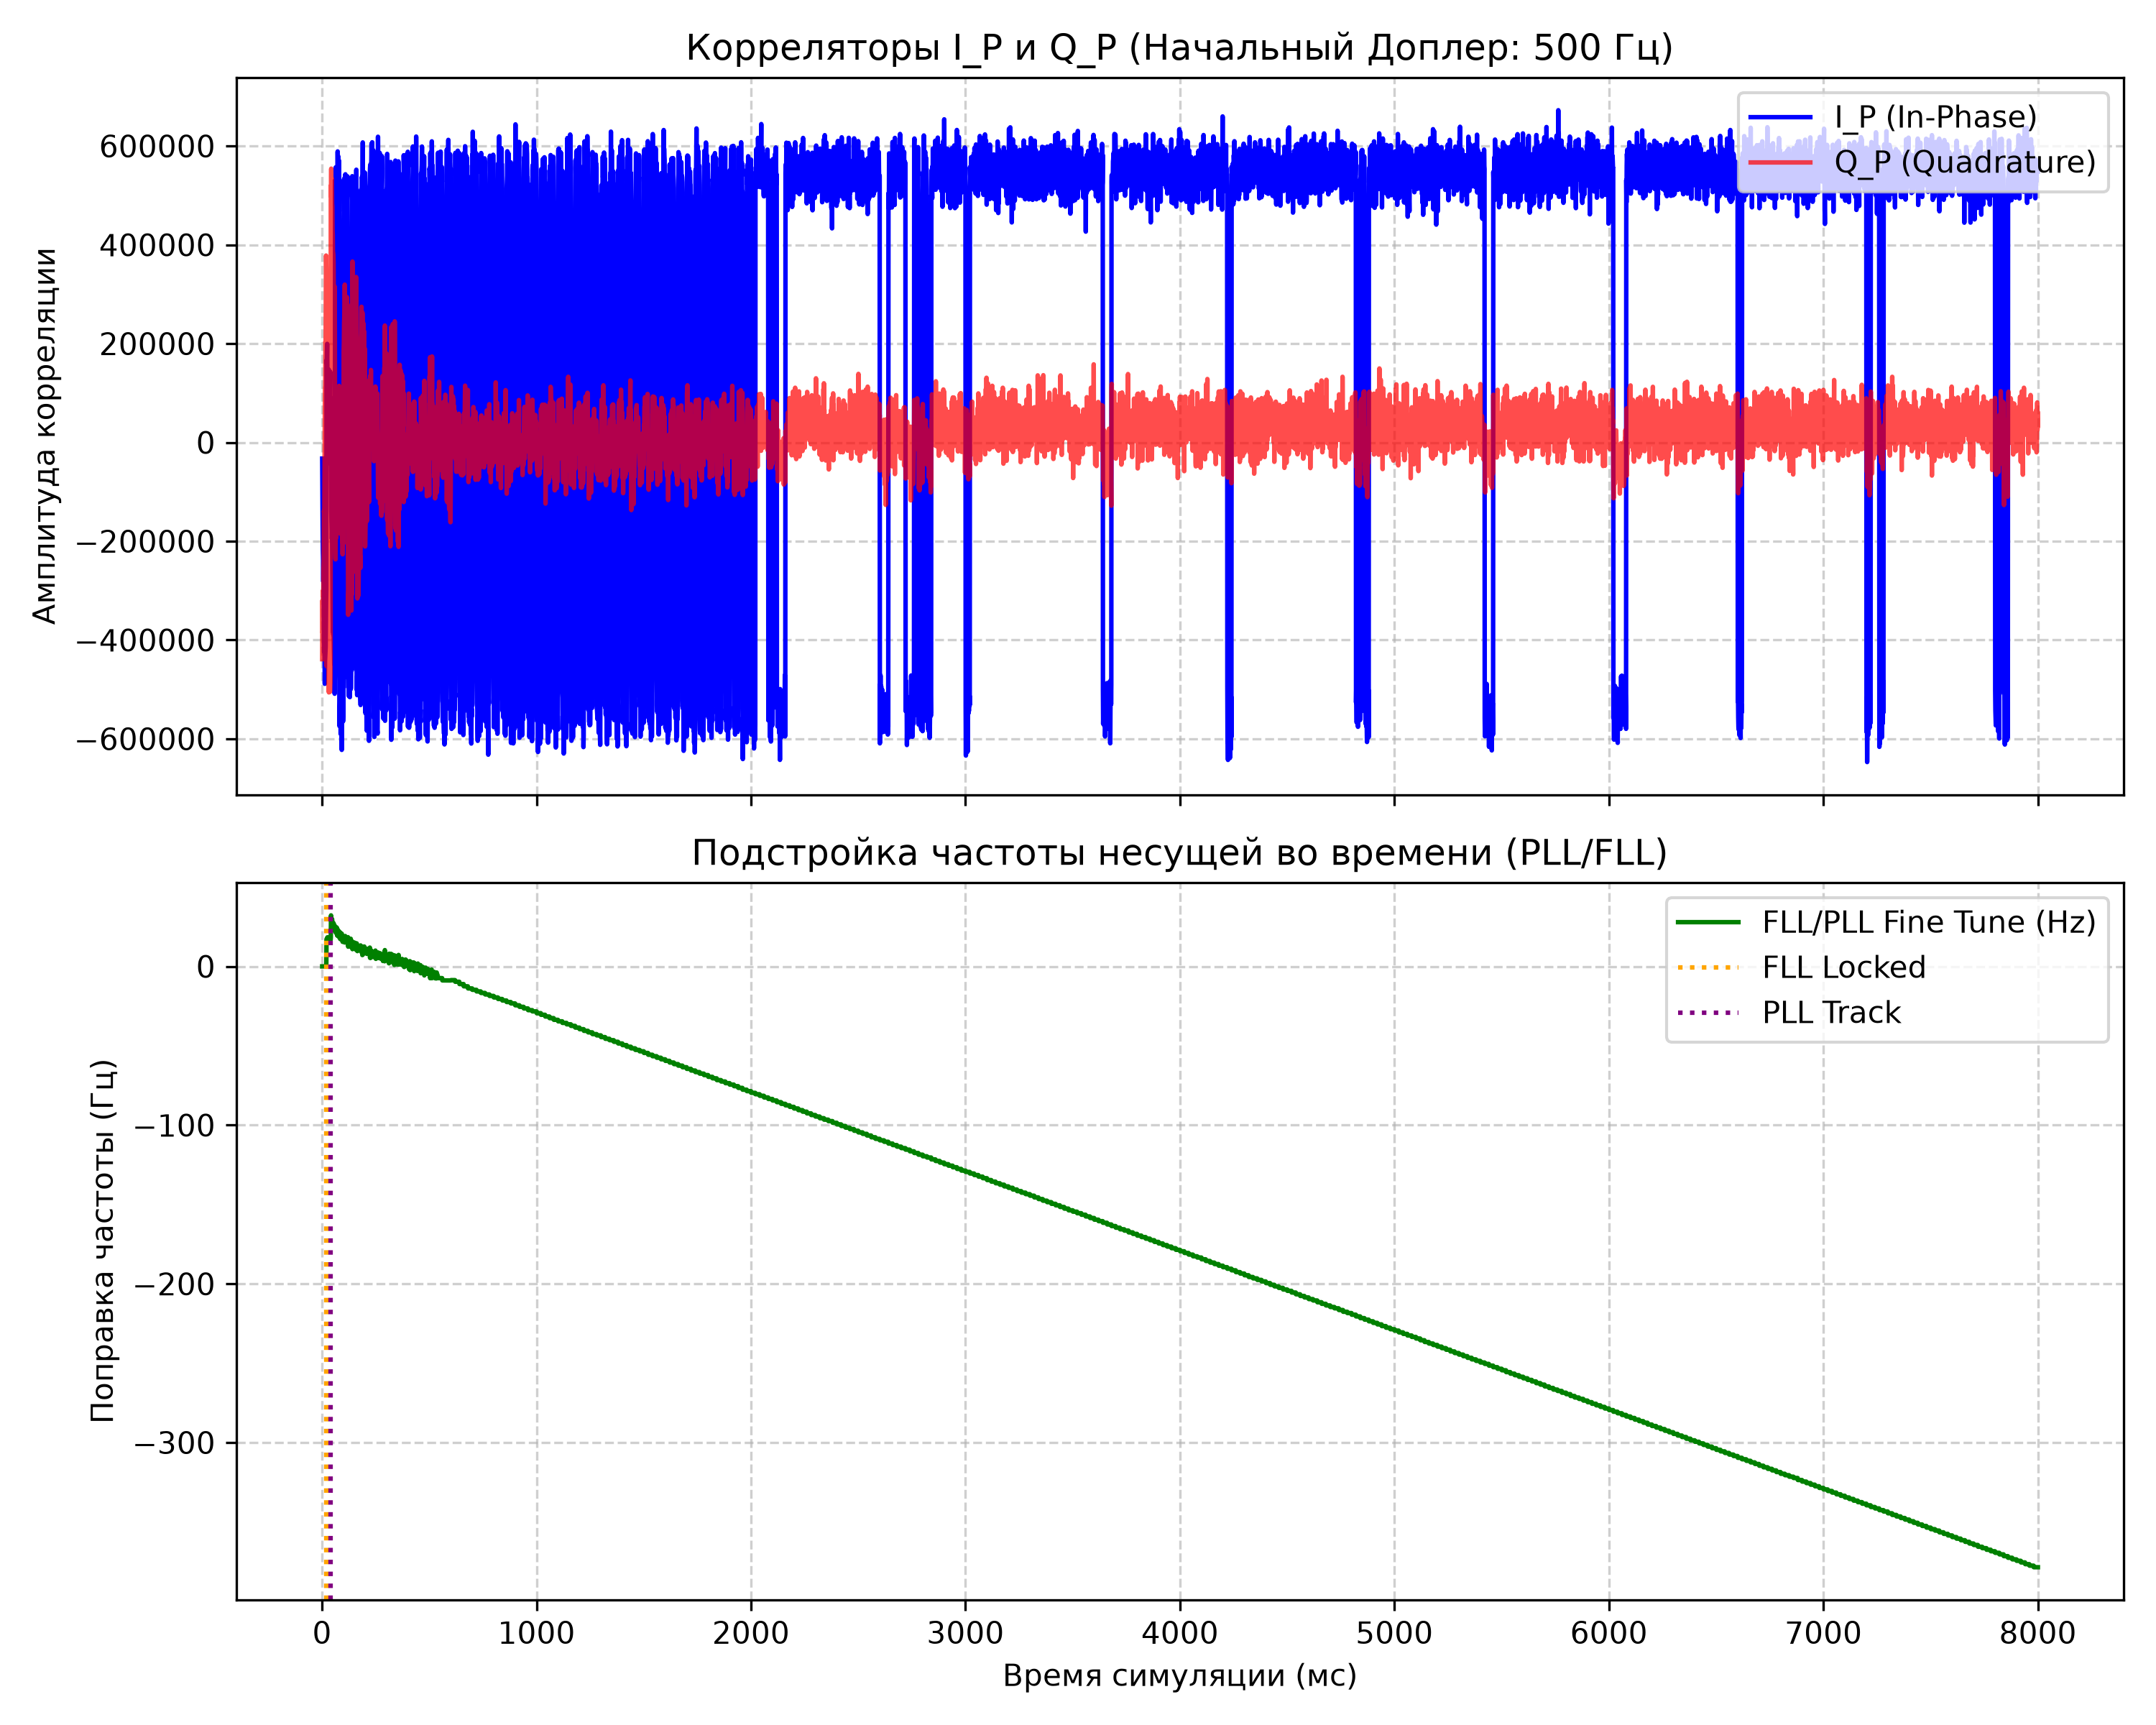 Корреляторы I_P и Q_P (Начальный Доплер: 500 Гц)
I_P (In-Phase)
Q_P (Quadrature)
Амплитуда корреляции
600000
400000
200000
0
−200000
−400000
−600000
Подстройка частоты несущей во времени (PLL/FLL)
FLL/PLL Fine Tune (Hz)
FLL Locked
PLL Track
Поправка частоты (Гц)
0
−100
−200
−300
0 1000 2000 3000 4000 5000 6000 7000 8000
Время симуляции (мс)